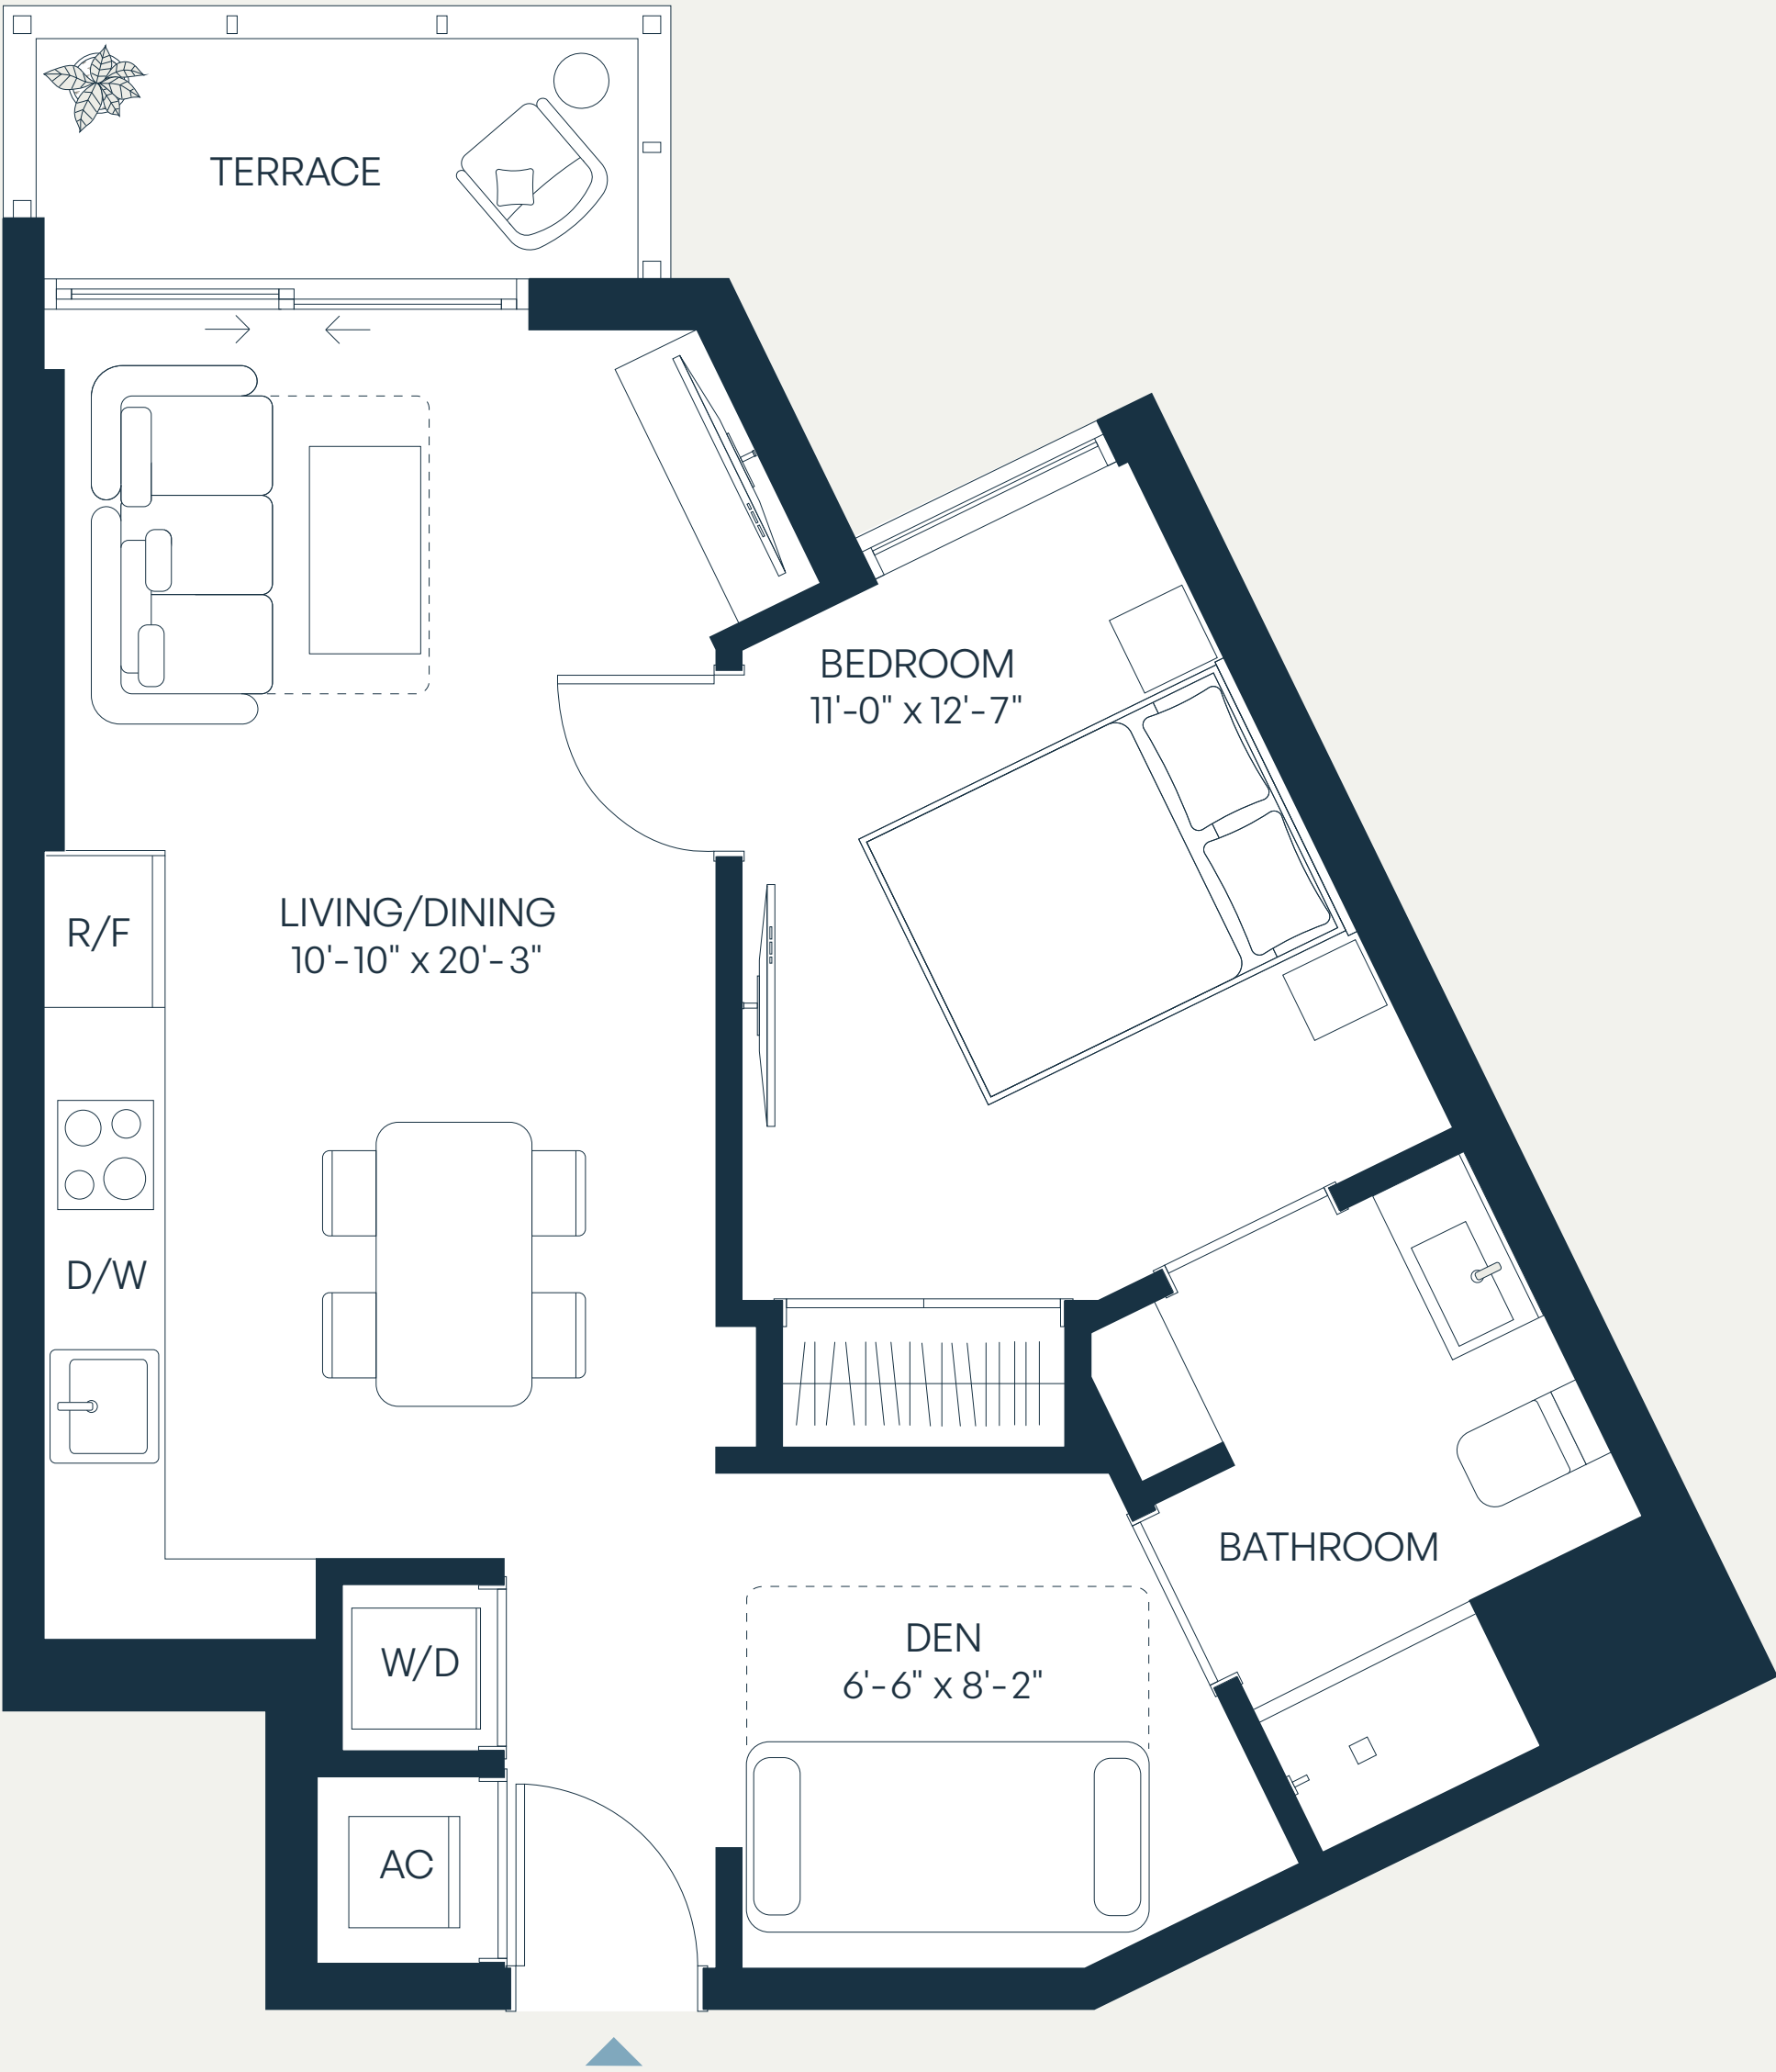 TERRACE
BEDROOM
11'-0" x 12'-7"
LIVING/DINING
10'-10" x 20'-3"
R/F
D/W
BATHROOM
DEN
6'-6" x 8'-2"
W/D
AC